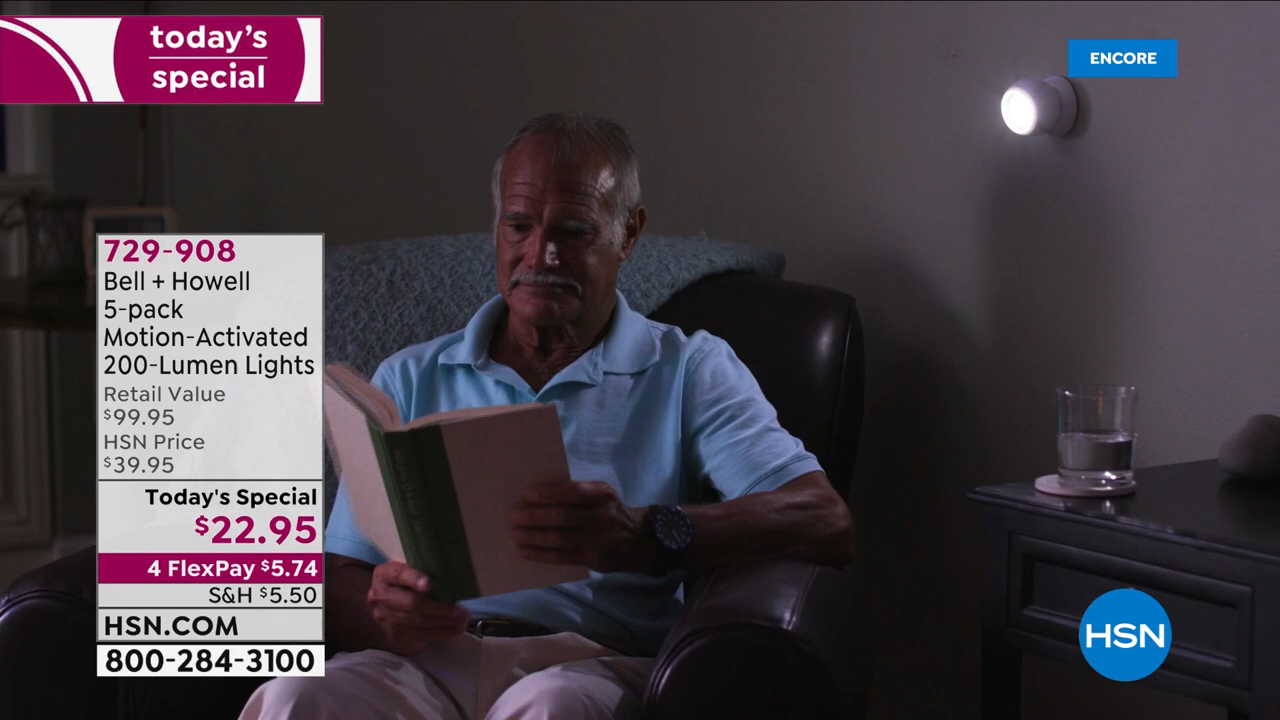 today's
special
ENCORE
729-908
Bell + Howell
5-pack
Motion-Activated
200-Lumen Lights
Retail Value
$99.95
HSN Price
$39.95
Today's Special
$22.95
4 FlexPay $5.74
S&H $5.50
HSN.COM
800-284-3100
HSN